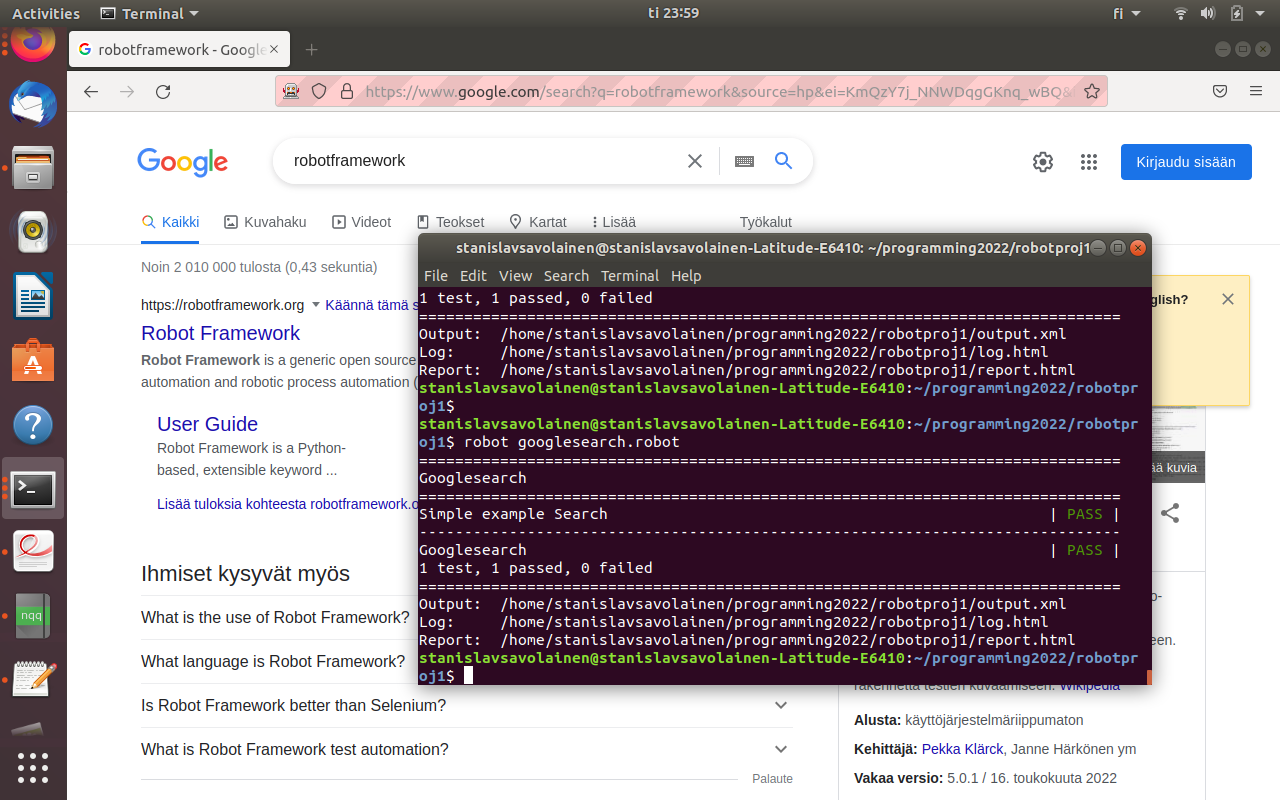 Activities
Terminal
ti 23:59
fi
robotframework - Google
https://www.google.com/search?q=robotframework&source=hp&ei=KmQzY7j_NNWDqgGKnq_wBQ&
Google
robotframework
Kirjaudu sisään
Kaikki
Kuvahaku
Videot
Teokset
Kartat
Lisää
Työkalut
Noin 2 010 000 tulosta (0,43 sekuntia)
https://robotframework.org
Käännä tämä s
Robot Framework
Robot Framework is a generic open source
automation and robotic process automation (
User Guide
Robot Framework is a Python-
based, extensible keyword ...
Lisää tuloksia kohteesta robotframework.o
Ihmiset kysyvät myös
What is the use of Robot Framework?
What language is Robot Framework?
Is Robot Framework better than Selenium?
What is Robot Framework test automation?
Palaute
stanislavsavolainen@stanislavsavolainen-Latitude-E6410: ~/programming2022/robotproj1
File Edit View Search Terminal Help
1 test, 1 passed, 0 failed
==============================================================================
Output:  /home/stanislavsavolainen/programming2022/robotproj1/output.xml
Log:     /home/stanislavsavolainen/programming2022/robotproj1/log.html
Report:  /home/stanislavsavolainen/programming2022/robotproj1/report.html
stanislavsavolainen@stanislavsavolainen-Latitude-E6410:~/programming2022/robotpr
oj1$
stanislavsavolainen@stanislavsavolainen-Latitude-E6410:~/programming2022/robotpr
oj1$ robot googlesearch.robot
==============================================================================
Googlesearch
==============================================================================
Simple example Search                                                 | PASS |
------------------------------------------------------------------------------
Googlesearch                                                          | PASS |
1 test, 1 passed, 0 failed
==============================================================================
Output:  /home/stanislavsavolainen/programming2022/robotproj1/output.xml
Log:     /home/stanislavsavolainen/programming2022/robotproj1/log.html
Report:  /home/stanislavsavolainen/programming2022/robotproj1/report.html
stanislavsavolainen@stanislavsavolainen-Latitude-E6410:~/programming2022/robotpr
oj1$
glish?
ää kuvia
o-
een.
rakennetta testien kuvaamiseen. Wikipedia
Alusta: käyttöjärjestelmäriippumaton
Kehittäjä: Pekka Klärck, Janne Härkönen ym
Vakaa versio: 5.0.1 / 16. toukokuuta 2022
nqq